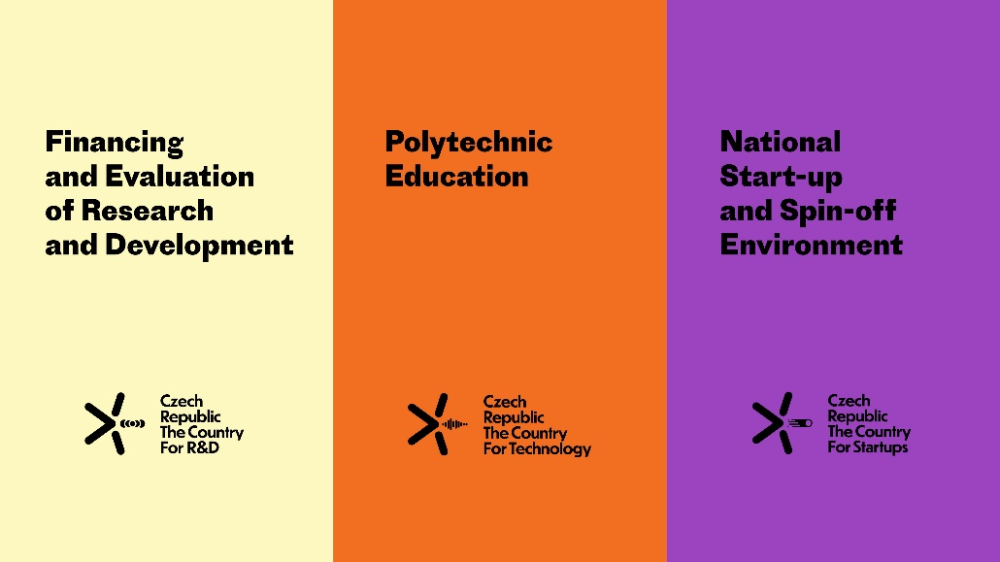 Financing
and Evaluation
of Research
and Development
Czech
Republic
The Country
For R&D
Polytechnic
Education
Czech
Republic
The Country
For Technology
National
Start-up
and Spin-off
Environment
Czech
Republic
The Country
For Startups